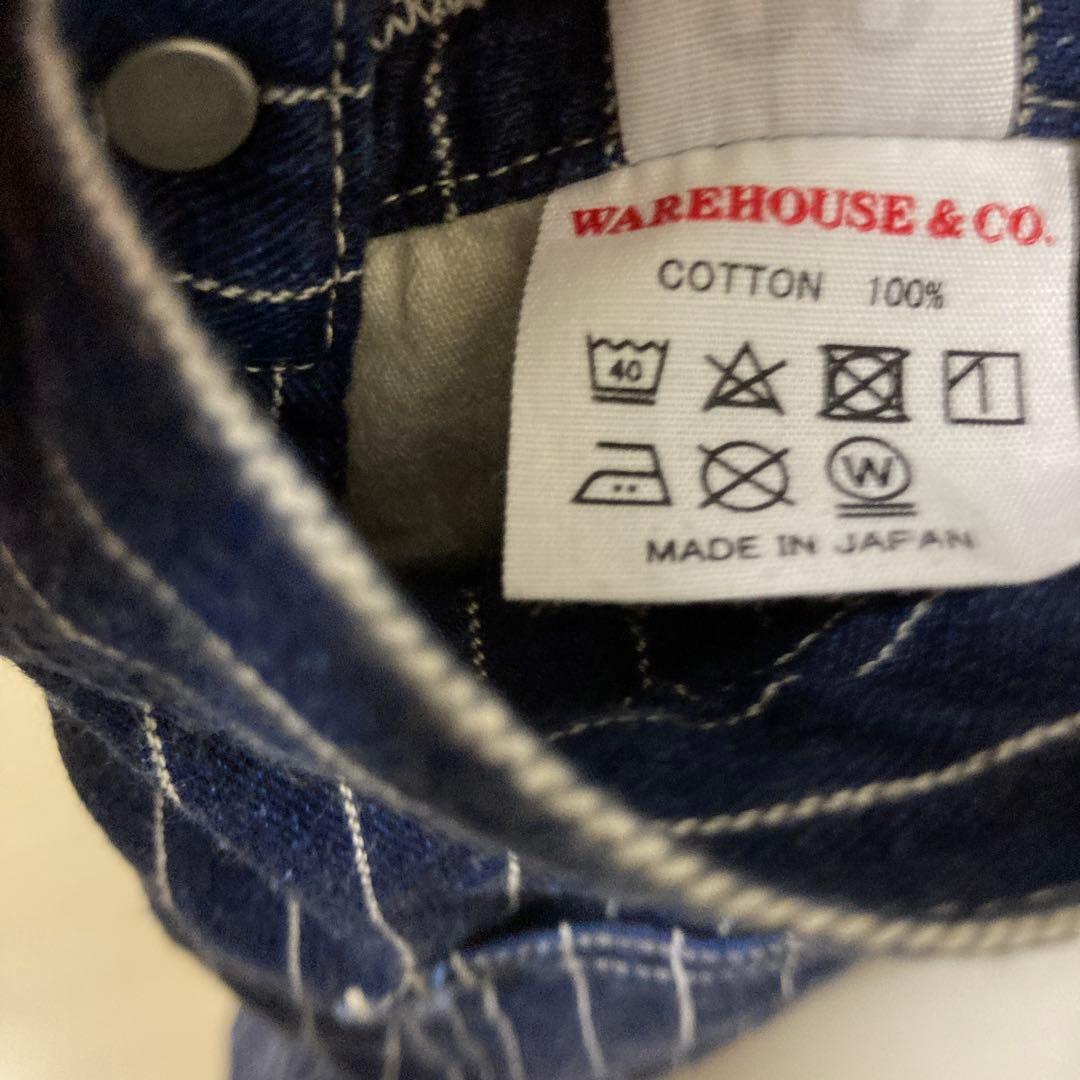 WAREHOUSE & CO.
COTTON 100%
40
W
MADE IN JAPAN